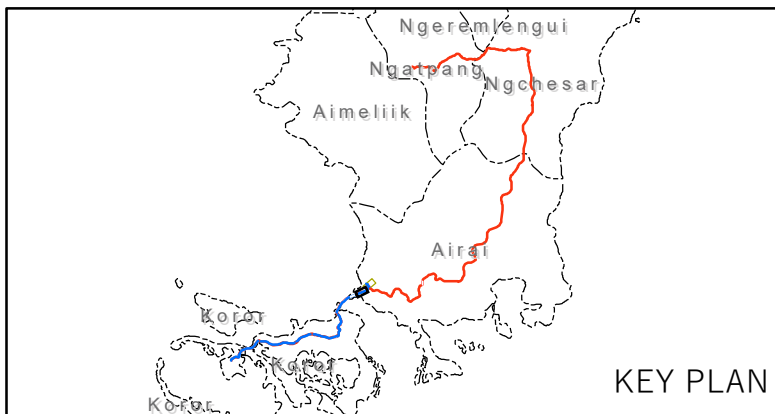 Ngeremlengui
Ngatpang
Ngchesar
Aimeliik
Airai
Koror
Koror
Koror
KEY PLAN